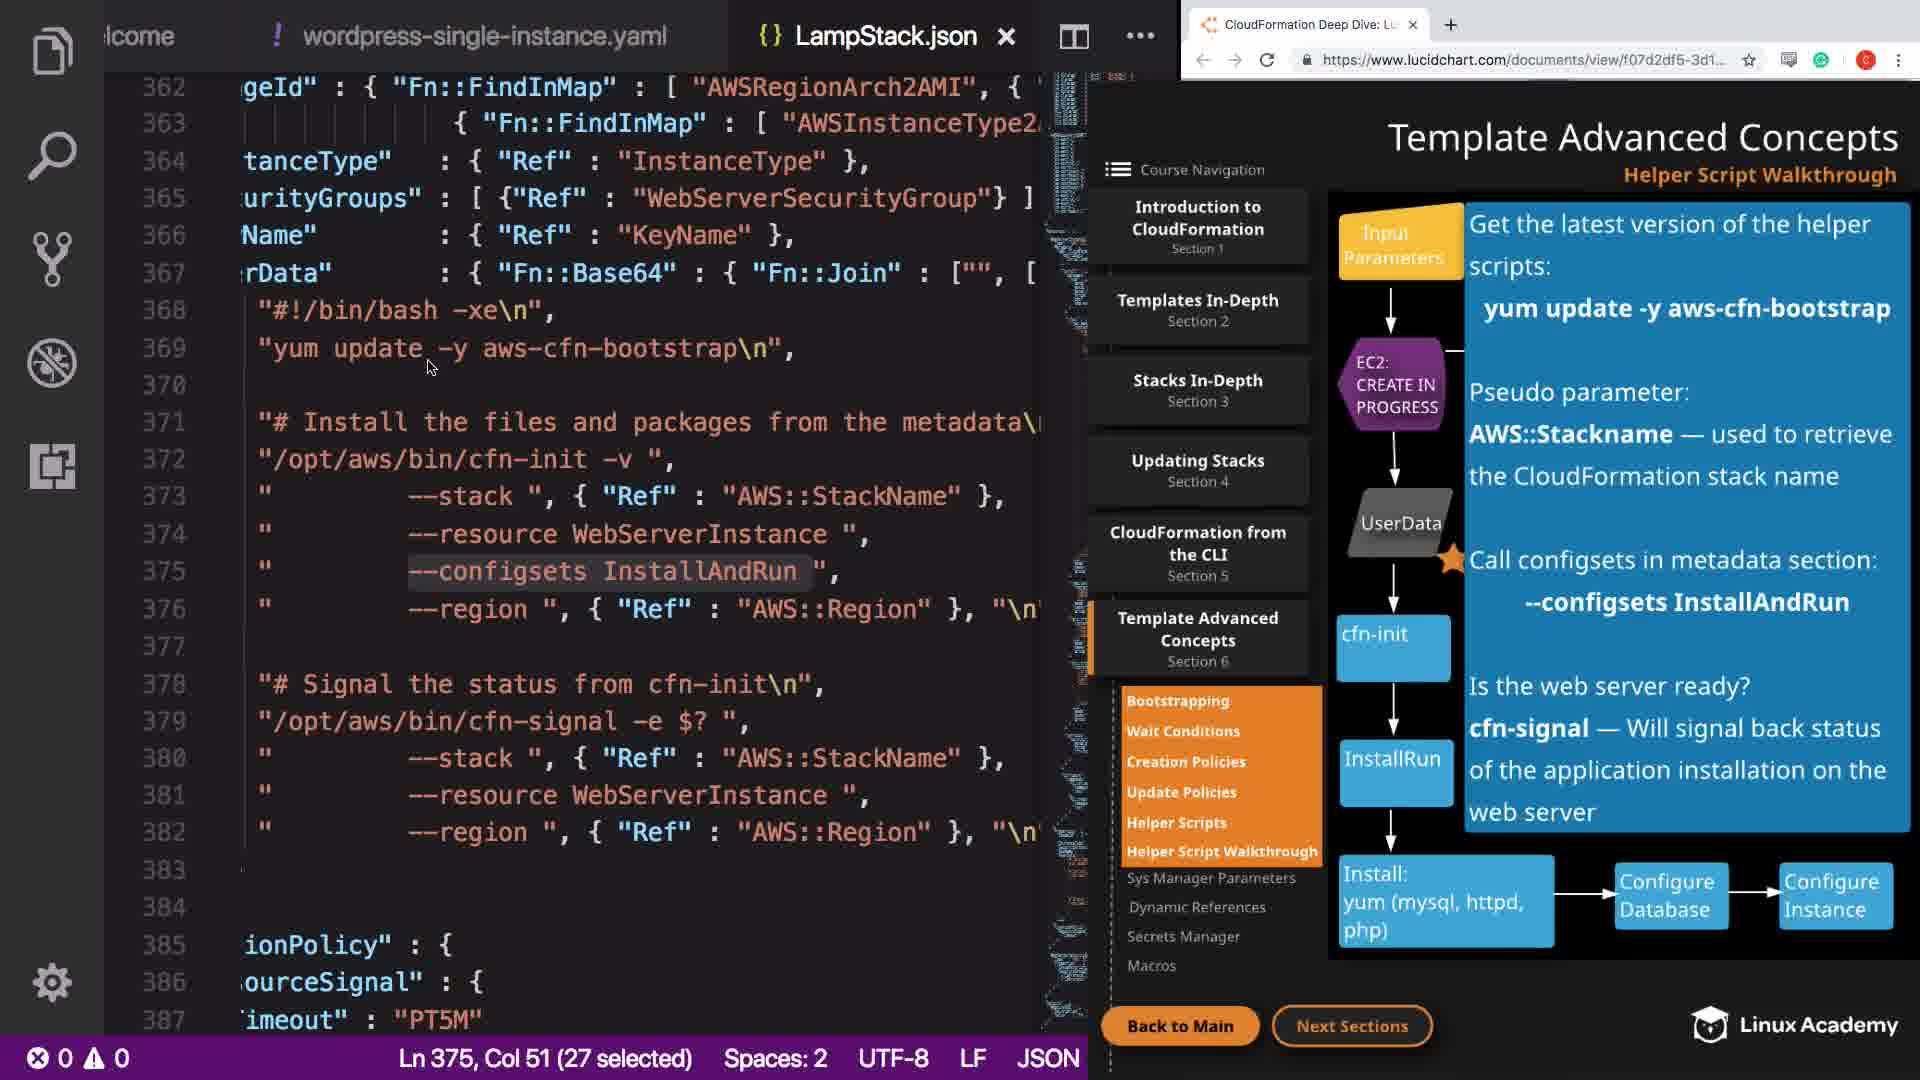 lcome
! wordpress-single-instance.yaml
{} LampStack.json ×
362 geId" : { "Fn::FindInMap" : [ "AWSRegionArch2AMI", { "
363 { "Fn::FindInMap" : [ "AWSInstanceType2
364 tanceType" : { "Ref" : "InstanceType" },
365 urityGroups" : [ {"Ref" : "WebServerSecurityGroup"} ]
366 Name" : { "Ref" : "KeyName" },
367 rData" : { "Fn::Base64" : { "Fn::Join" : ["", [
368 "#!/bin/bash -xe\n",
369 "yum update -y aws-cfn-bootstrap\n",
370
371 "# Install the files and packages from the metadata\
372 "/opt/aws/bin/cfn-init -v ",
373 " --stack ", { "Ref" : "AWS::StackName" },
374 " --resource WebServerInstance ",
375 " --configsets InstallAndRun ",
376 " --region ", { "Ref" : "AWS::Region" }, "\n
377
378 "# Signal the status from cfn-init\n",
379 "/opt/aws/bin/cfn-signal -e $? ",
380 " --stack ", { "Ref" : "AWS::StackName" },
381 " --resource WebServerInstance ",
382 " --region ", { "Ref" : "AWS::Region" }, "\n
383
384
385 ionPolicy" : {
386 ourceSignal" : {
387 imeout" : "PT5M"
0 0
Ln 375, Col 51 (27 selected) Spaces: 2 UTF-8 LF JSON
CloudFormation Deep Dive: Lu
https://www.lucidchart.com/documents/view/f07d2df5-3d1...
C
Template Advanced Concepts
Helper Script Walkthrough
Course Navigation
Introduction to
CloudFormation
Section 1
Templates In-Depth
Section 2
Stacks In-Depth
Section 3
Updating Stacks
Section 4
CloudFormation from
the CLI
Section 5
Template Advanced
Concepts
Section 6
Bootstrapping
Wait Conditions
Creation Policies
Update Policies
Helper Scripts
Helper Script Walkthrough
Sys Manager Parameters
Dynamic References
Secrets Manager
Macros
Back to Main
Next Sections
Input
Parameters
EC2:
CREATE IN
PROGRESS
UserData
cfn-init
InstallRun
Install:
yum (mysql, httpd,
php)
Configure
Database
Configure
Instance
Get the latest version of the helper
scripts:
yum update -y aws-cfn-bootstrap
Pseudo parameter:
AWS::Stackname — used to retrieve
the CloudFormation stack name
Call configsets in metadata section:
--configsets InstallAndRun
Is the web server ready?
cfn-signal — Will signal back status
of the application installation on the
web server
Linux Academy